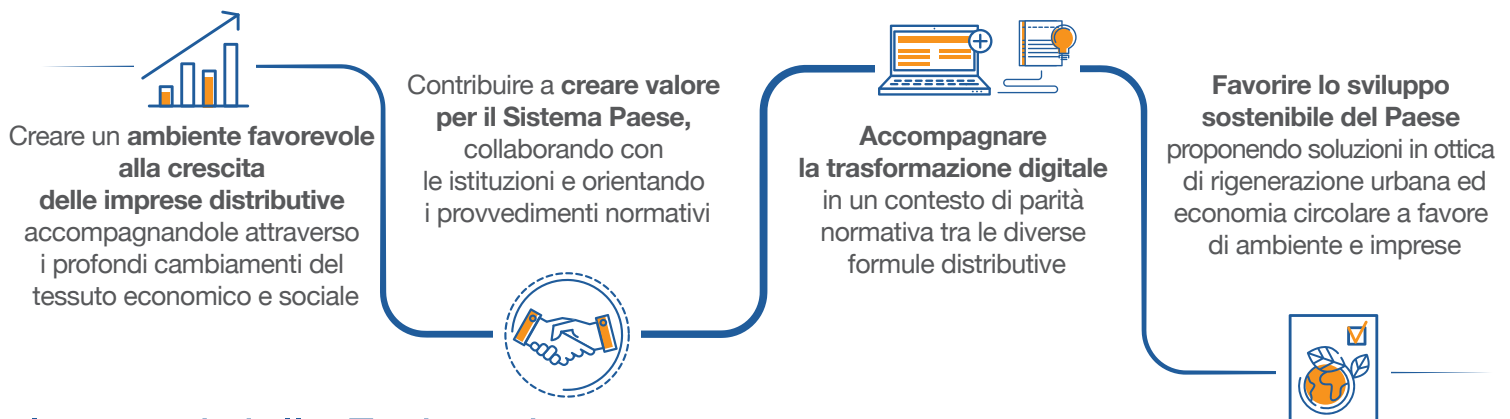 Creare un ambiente favorevole
alla crescita
delle imprese distributive
accompagnandole attraverso
i profondi cambiamenti del
tessuto economico e sociale
Contribuire a creare valore
per il Sistema Paese,
collaborando con
le istituzioni e orientando
i provvedimenti normativi
Accompagnare
la trasformazione digitale
in un contesto di parità
normativa tra le diverse
formule distributive
Favorire lo sviluppo
sostenibile del Paese
proponendo soluzioni in ottica
di rigenerazione urbana ed
economia circolare a favore
di ambiente e imprese